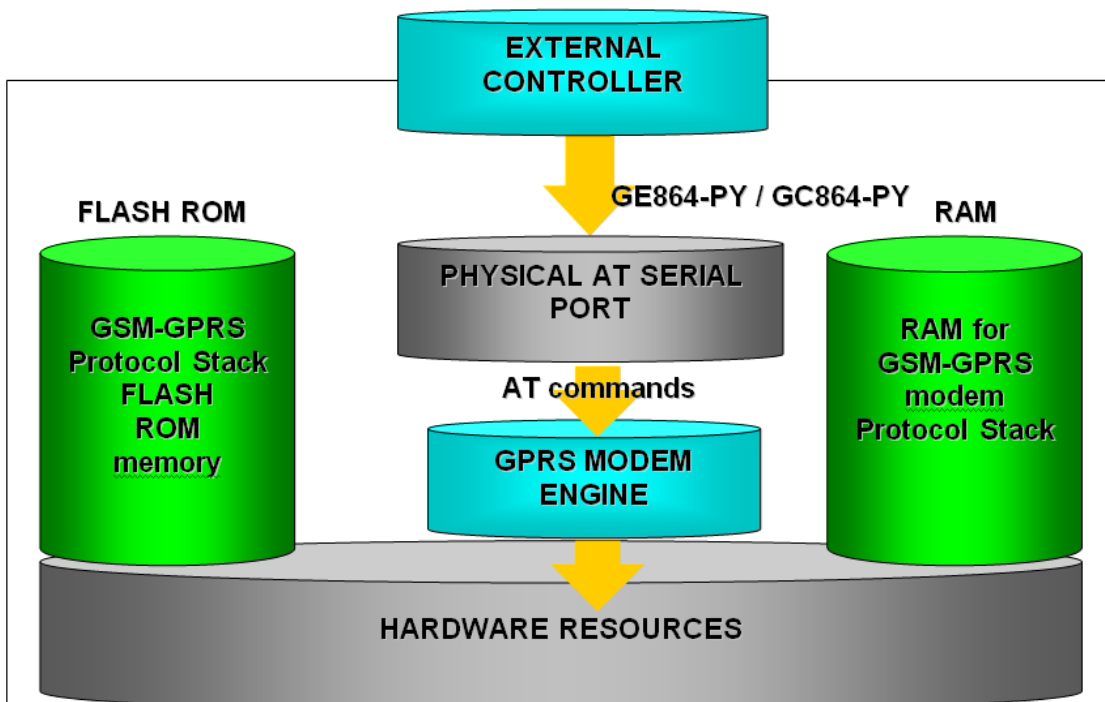 EXTERNAL
CONTROLLER
GE864-PY / GC864-PY
FLASH ROM
RAM
PHYSICAL AT SERIAL
PORT
GSM-GPRS
Protocol Stack
FLASH
ROM
memory
RAM for
GSM-GPRS
modem
Protocol Stack
AT commands
GPRS MODEM
ENGINE
HARDWARE RESOURCES